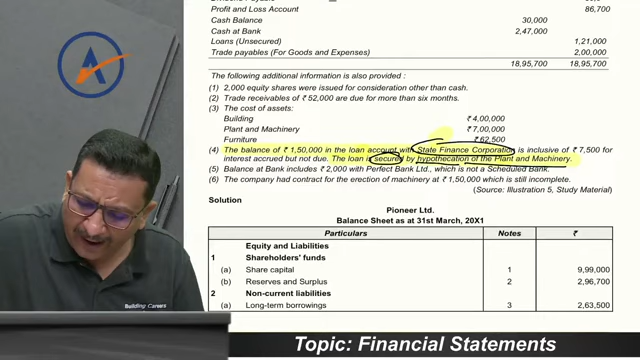 Profit and Loss Account 86,700
Cash Balance 30,000
Cash at Bank 2,47,000
Loans (Unsecured) 1,21,000
Trade payables (For Goods and Expenses) 2,00,000
18,95,700 18,95,700
The following additional information is also provided :
(1) 2,000 equity shares were issued for consideration other than cash.
(2) Trade receivables of ₹ 52,000 are due for more than six months.
(3) The cost of assets:
Building ₹ 4,00,000
Plant and Machinery ₹ 7,00,000
Furniture ₹ 62,500
(4) The balance of ₹ 1,50,000 in the loan account with State Finance Corporation is inclusive of ₹ 7,500 for
interest accrued but not due. The loan is secured by hypothecation of the Plant and Machinery.
(5) Balance at Bank includes ₹ 2,000 with Perfect Bank Ltd., which is not a Scheduled Bank.
(6) The company had contract for the erection of machinery at ₹ 1,50,000 which is still incomplete.
(Source: Illustration 5, Study Material)
Solution
Pioneer Ltd.
Balance Sheet as at 31st March, 20X1
Particulars Notes ₹
Equity and Liabilities
1 Shareholders' funds
(a) Share capital 1 9,99,000
(b) Reserves and Surplus 2 2,96,700
2 Non-current liabilities
(a) Long-term borrowings 3 2,63,500
Building Careers
Topic: Financial Statements